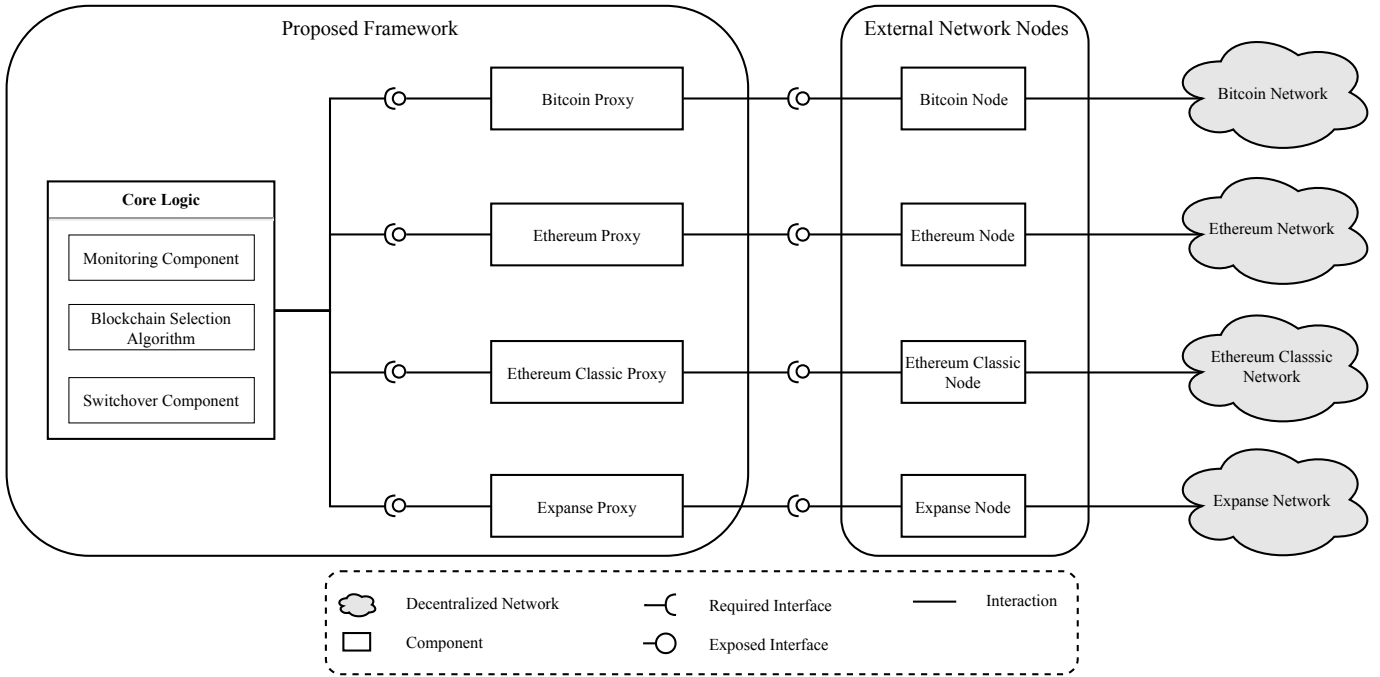 Proposed Framework
External Network Nodes
Bitcoin Proxy
Bitcoin Node
Bitcoin Network
Core Logic
Monitoring Component
Blockchain Selection
Algorithm
Switchover Component
Ethereum Proxy
Ethereum Node
Ethereum Network
Ethereum Classic Proxy
Ethereum Classic
Node
Ethereum Classsic
Network
Expanse Proxy
Expanse Node
Expanse Network
Decentralized Network
Required Interface
Interaction
Component
Exposed Interface